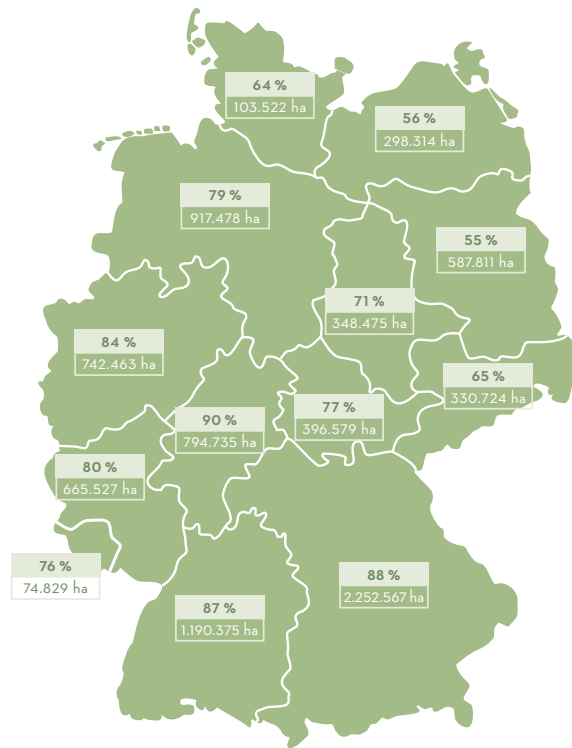 64 %
103.522 ha
56 %
298.314 ha
79 %
917.478 ha
55 %
587.811 ha
71 %
348.475 ha
84 %
742.463 ha
65 %
330.724 ha
90 %
794.735 ha
77 %
396.579 ha
80 %
665.527 ha
76 %
74.829 ha
88 %
2.252.567 ha
87 %
1.190.375 ha